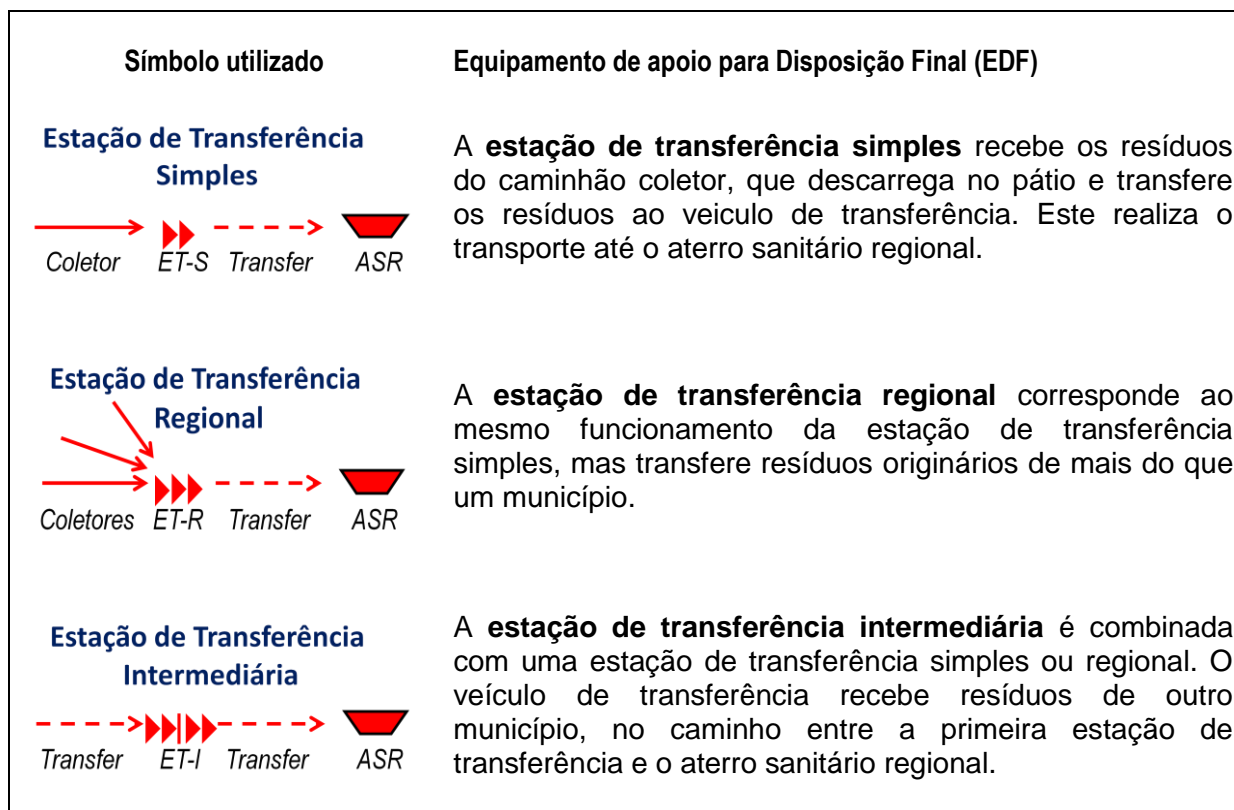 Símbolo utilizado
Equipamento de apoio para Disposição Final (EDF)
Estação de Transferência
Simples
Coletor ET-S Transfer ASR
A estação de transferência simples recebe os resíduos
do caminhão coletor, que descarrega no pátio e transfere
os resíduos ao veiculo de transferência. Este realiza o
transporte até o aterro sanitário regional.
Estação de Transferência
Regional
Coletores ET-R Transfer ASR
A estação de transferência regional corresponde ao
mesmo funcionamento da estação de transferência
simples, mas transfere resíduos originários de mais do que
um município.
Estação de Transferência
Intermediária
Transfer ET-I Transfer ASR
A estação de transferência intermediária é combinada
com uma estação de transferência simples ou regional. O
veículo de transferência recebe resíduos de outro
município, no caminho entre a primeira estação de
transferência e o aterro sanitário regional.